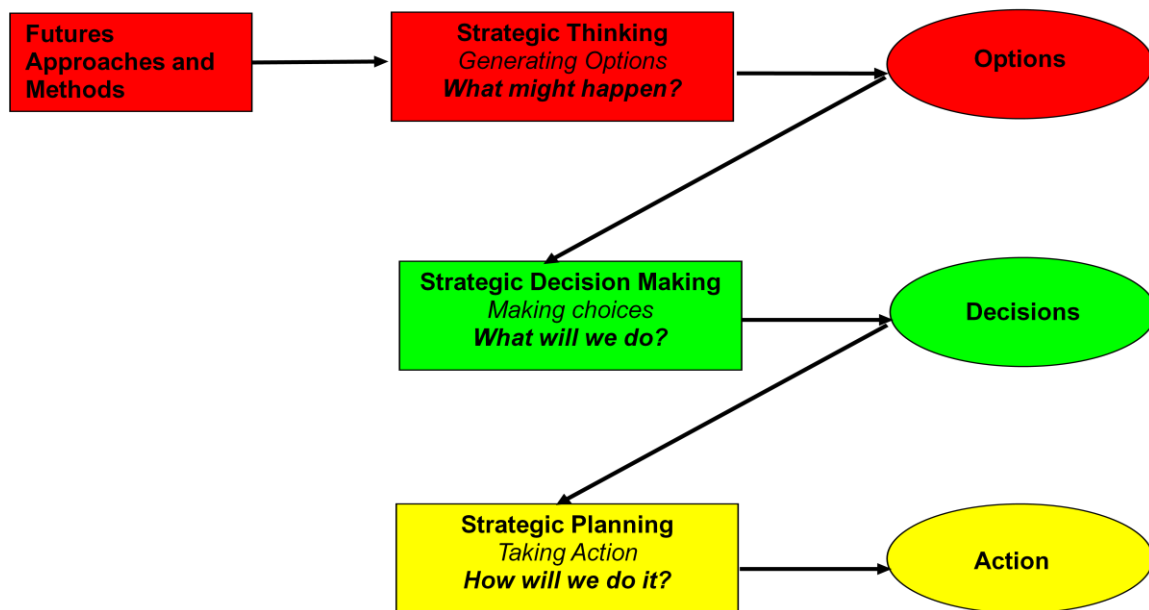 Futures
Approaches and
Methods
Strategic Thinking
Generating Options
What might happen?
Options
Strategic Decision Making
Making choices
What will we do?
Decisions
Strategic Planning
Taking Action
How will we do it?
Action